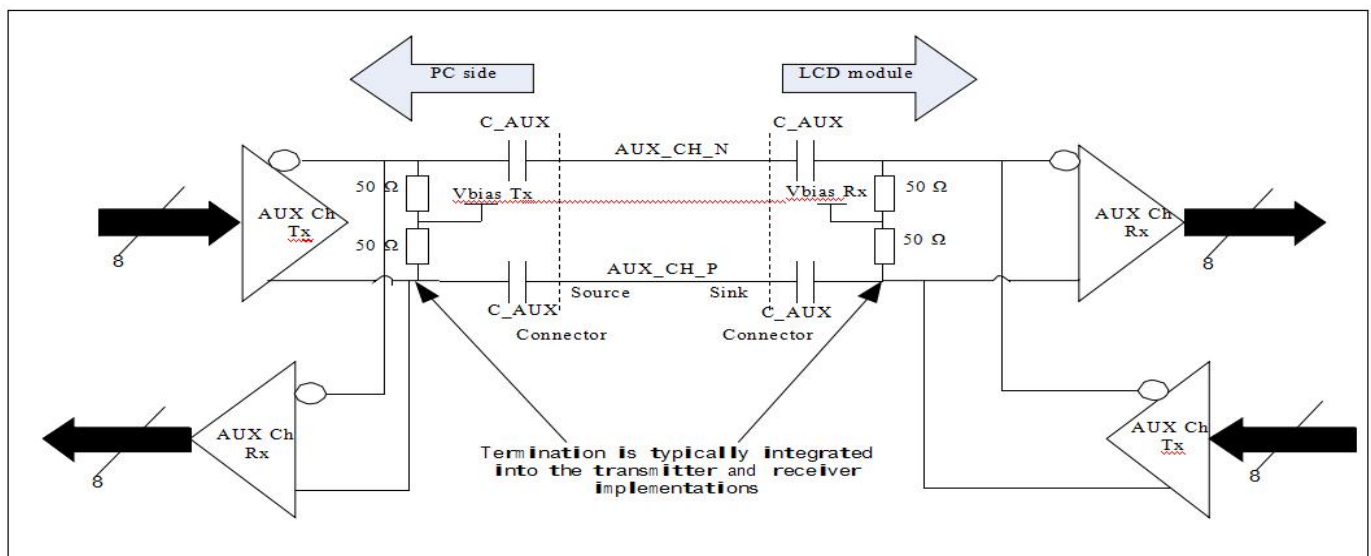 PC side
LCD module
C_AUX
C_AUX
AUX_CH_N
50 Ω
Vbias Tx
Vbias Rx
50 Ω
AUX Ch
Tx
AUX Ch
Rx
8
50 Ω
50 Ω
8
AUX_CH_P
Source
Sink
C_AUX
C_AUX
Connector
Connector
AUX Ch
Rx
AUX Ch
Tx
8
8
Termination is typically integrated
into the transmitter and receiver
implementations